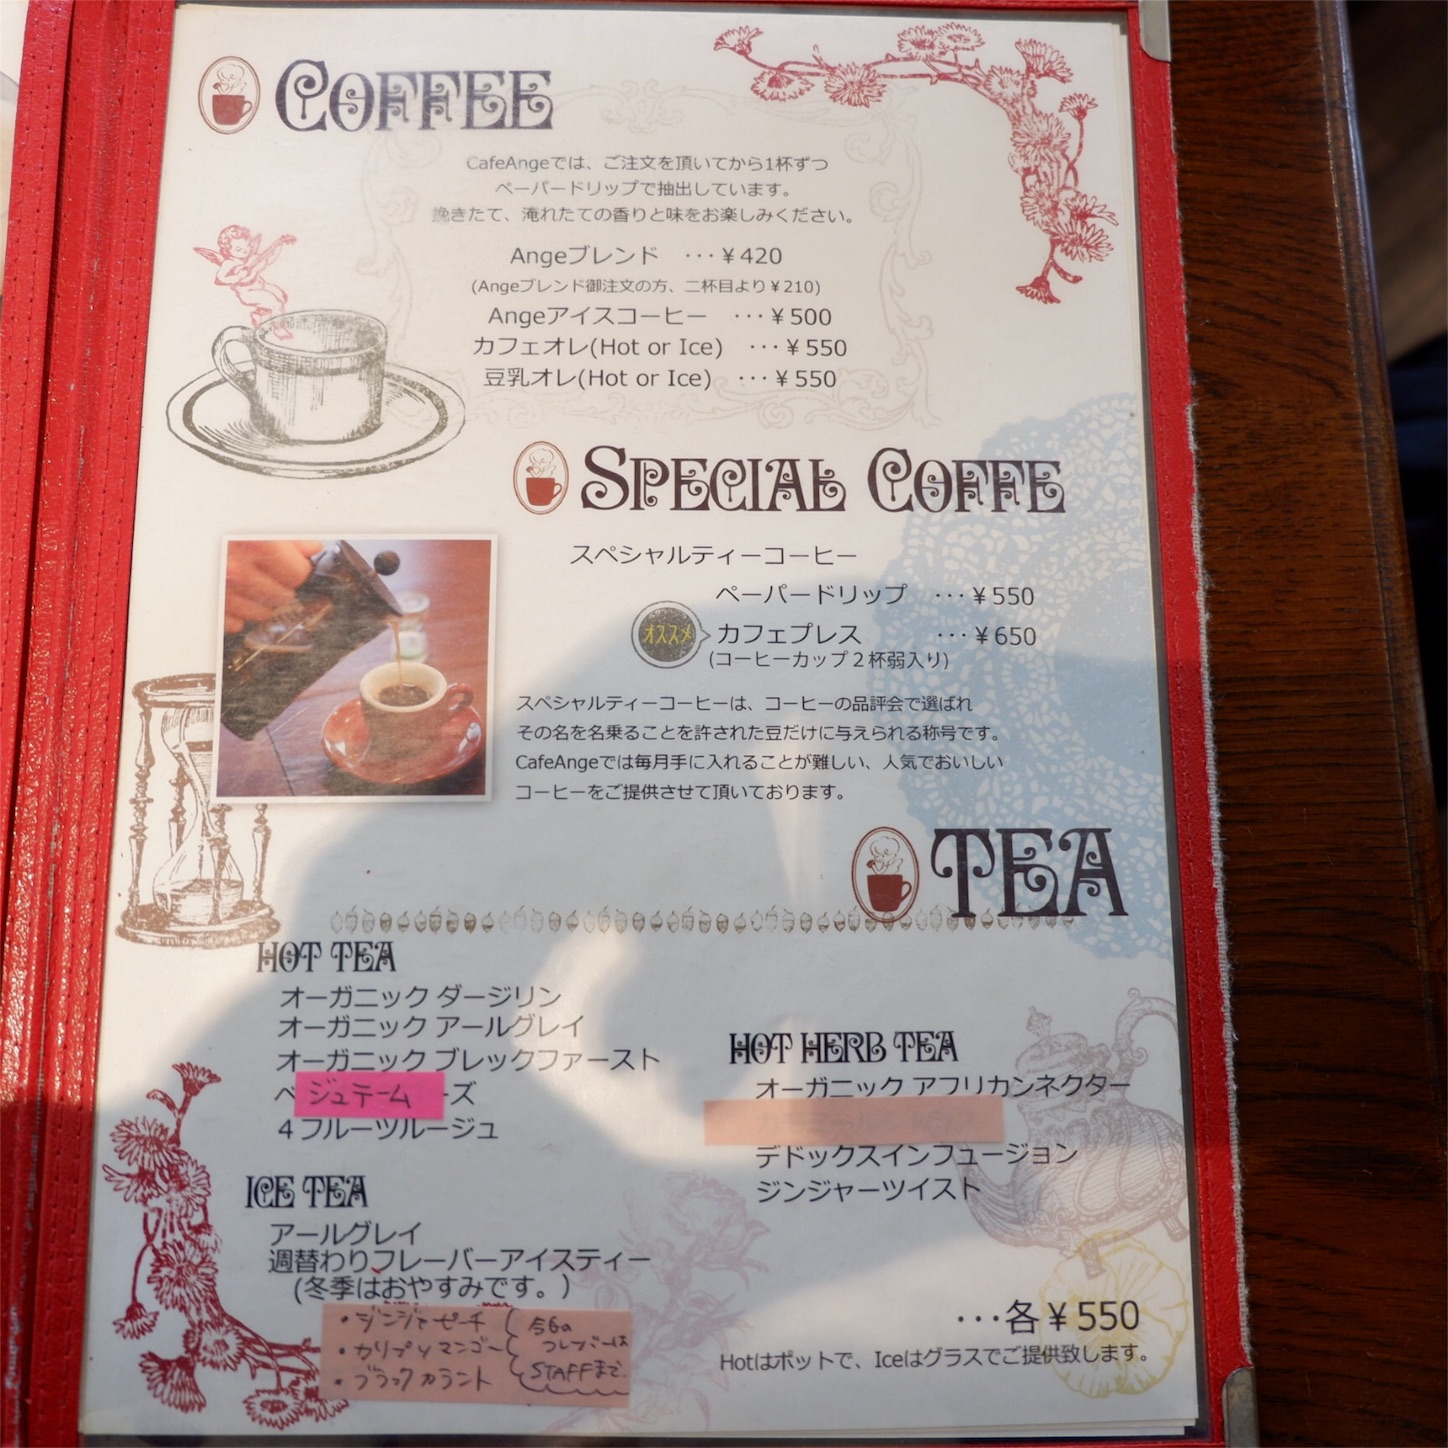 COFFEE
CafeAngeでは、ご注文を頂いてから1杯ずつ
ペーパードリップで抽出しています。
挽きたて、淹れたての香りと味をお楽しみください。
Angeブレンド ･･･￥420
(Angeブレンド御注文の方、二杯目より￥210)
Angeアイスコーヒー ･･･￥500
カフェオレ(Hot or Ice) ･･･￥550
豆乳オレ(Hot or Ice) ･･･￥550
SPECIAL COFFE
スペシャルティーコーヒー
ペーパードリップ ･･･￥550
オススメ カフェプレス ･･･￥650
(コーヒーカップ２杯弱入り)
スペシャルティーコーヒーは、コーヒーの品評会で選ばれ
その名を名乗ることを許された豆だけに与えられる称号です。
CafeAngeでは毎月手に入れることが難しい、人気でおいしい
コーヒーをご提供させて頂いております。
TEA
HOT TEA
オーガニック ダージリン
オーガニック アールグレイ
オーガニック ブレックファースト
ジュテーム
４フルーツルージュ
HOT HERB TEA
オーガニック アフリカンネクター
デドックスインフュージョン
ジンジャーツイスト
ICE TEA
アールグレイ
週替わりフレーバーアイスティー
(冬季はおやすみです。)
・ジンジャーピーチ
・カリプソマンゴー
・ブラックカラント
今日の
フレーバーは
STAFFまで
･･･各￥550
Hotはポットで、Iceはグラスでご提供致します。